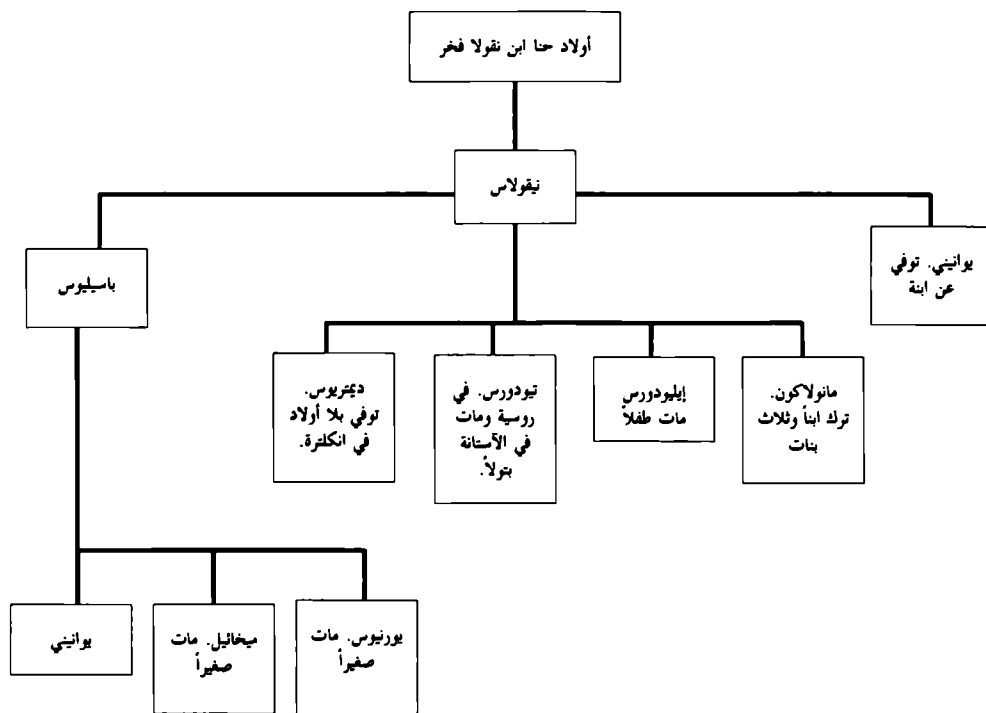 أولاد حنا ابن نقولا فخر
نيقولاس
يوانيني. توفي
عن ابنة
باسيليوس
مانولاكون.
ترك ابناً وثلاث
بنات
إيليودورس
مات طفلاً
تيودورس. في
روسية ومات
في الآستانة
بتولاً.
ديمتريوس.
توفي بلا أولاد
في انكلترة.
يورنيوس. مات
صغيراً
ميخائيل. مات
صغيراً
يوانيني